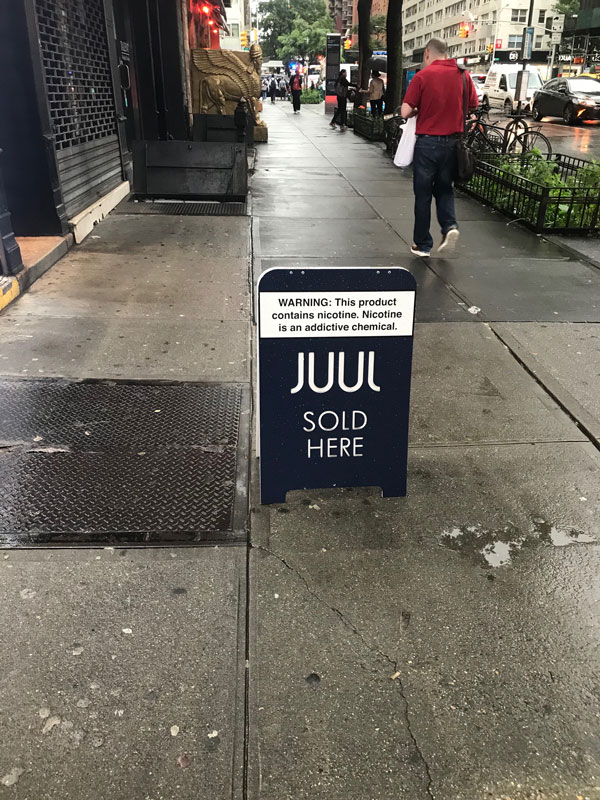 WARNING: This product
contains nicotine. Nicotine
is an addictive chemical.
JUUL
SOLD
HERE